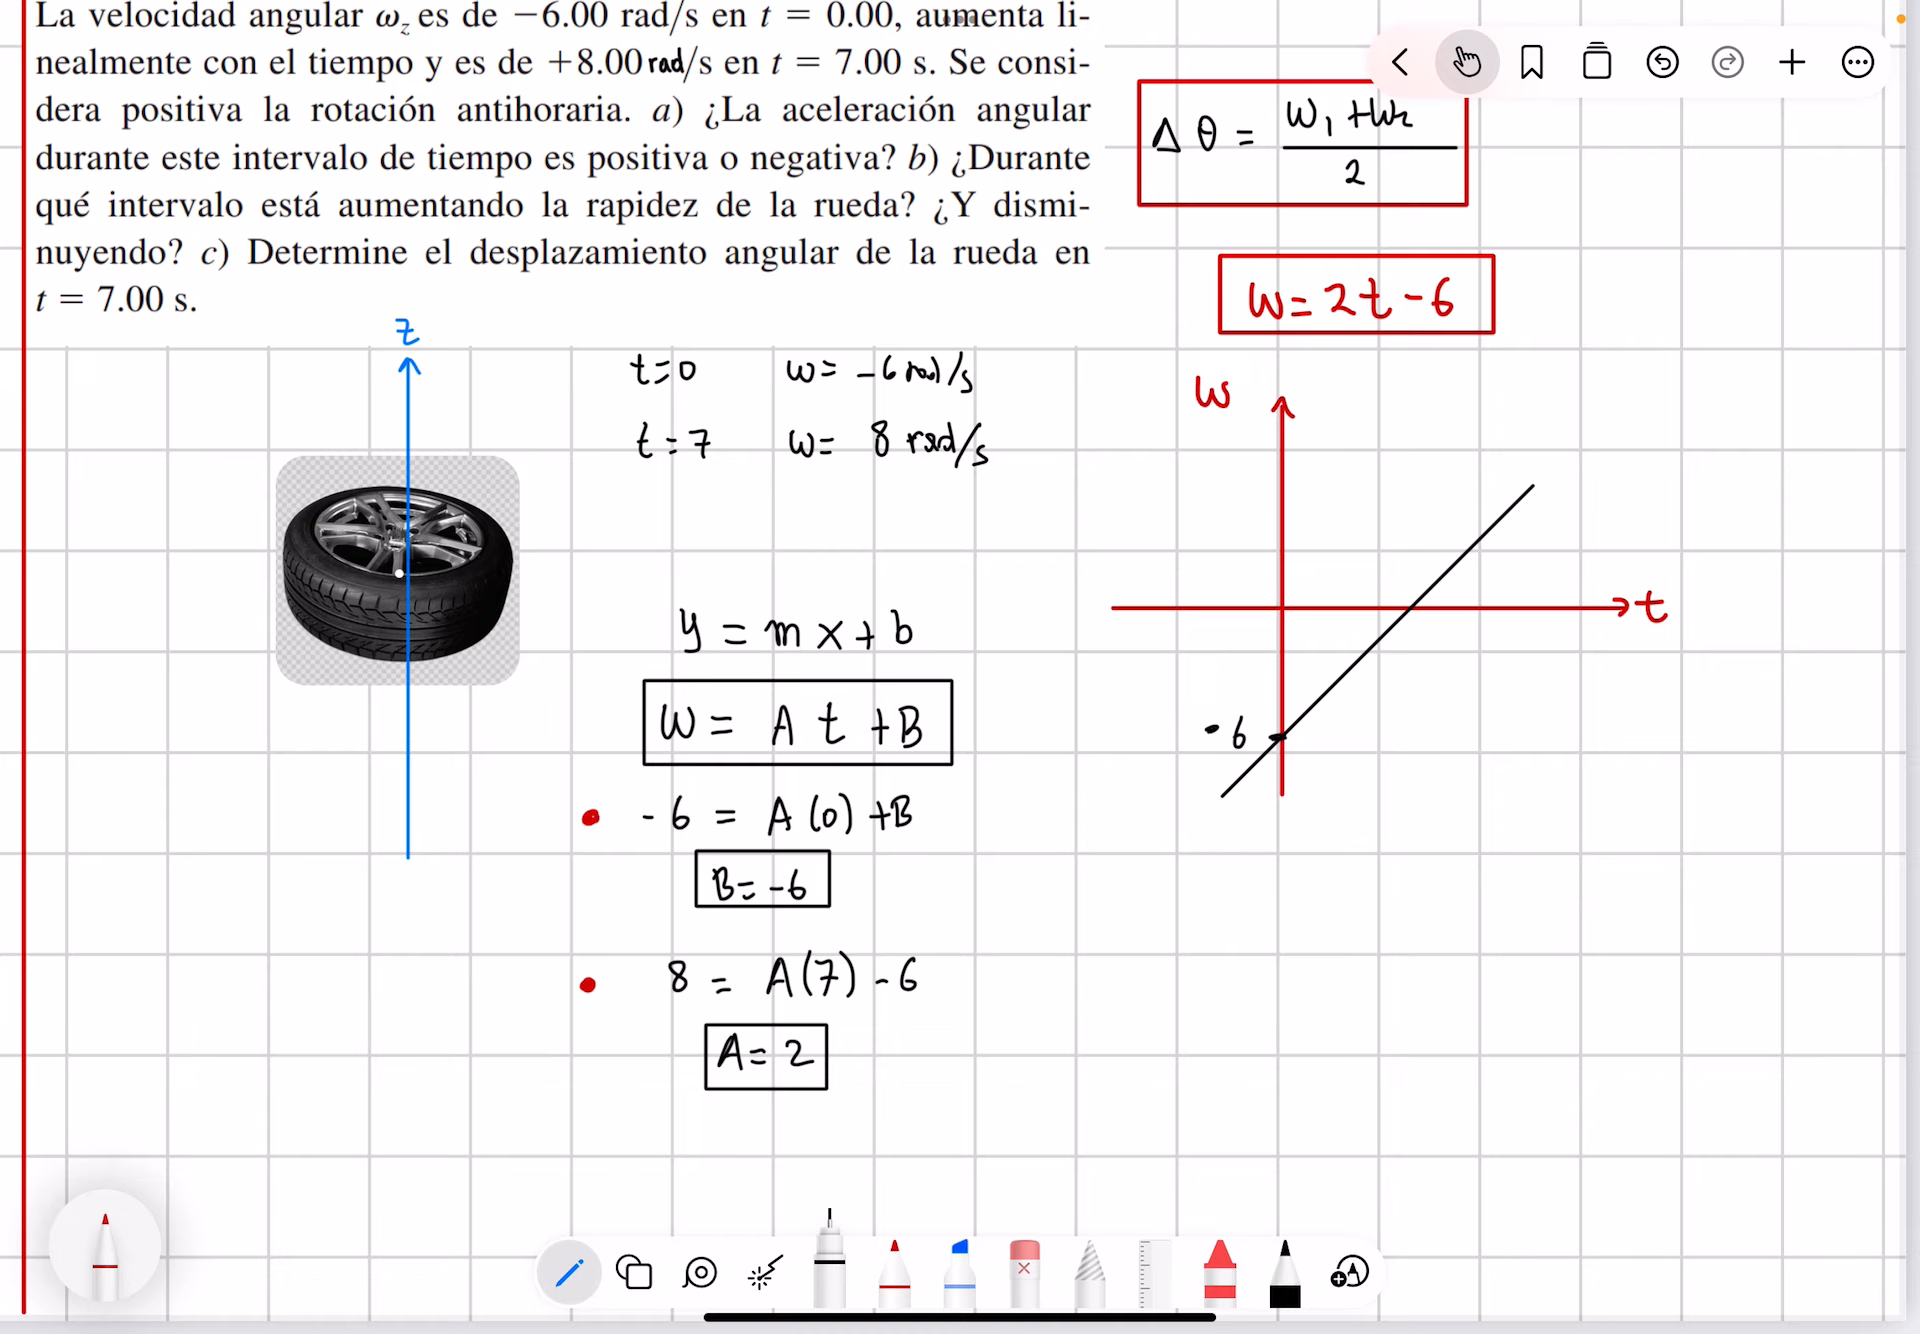 La velocidad angular ω_z es de −6.00 rad/s en t = 0.00, aumenta li-
nealmente con el tiempo y es de +8.00 rad/s en t = 7.00 s. Se consi-
dera positiva la rotación antihoraria. a) ¿La aceleración angular
durante este intervalo de tiempo es positiva o negativa? b) ¿Durante
qué intervalo está aumentando la rapidez de la rueda? ¿Y dismi-
nuyendo? c) Determine el desplazamiento angular de la rueda en
t = 7.00 s.
Δθ = (ω₁ + ω₂)/2
ω = 2t - 6
z
t=0 ω= -6 rad/s
t=7 ω= 8 rad/s
y = mx + b
ω = A t + B
-6 = A(0) + B
B = -6
8 = A(7) - 6
A = 2
ω
t
-6